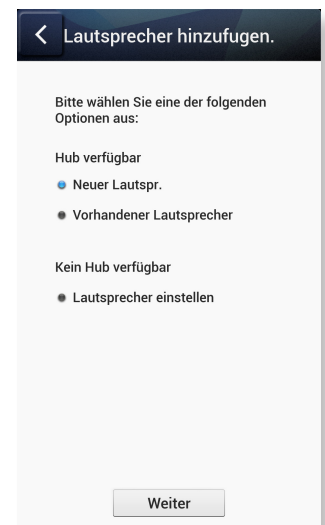 Lautsprecher hinzufugen.
Bitte wählen Sie eine der folgenden
Optionen aus:
Hub verfügbar
Neuer Lautspr.
Vorhandener Lautsprecher
Kein Hub verfügbar
Lautsprecher einstellen
Weiter